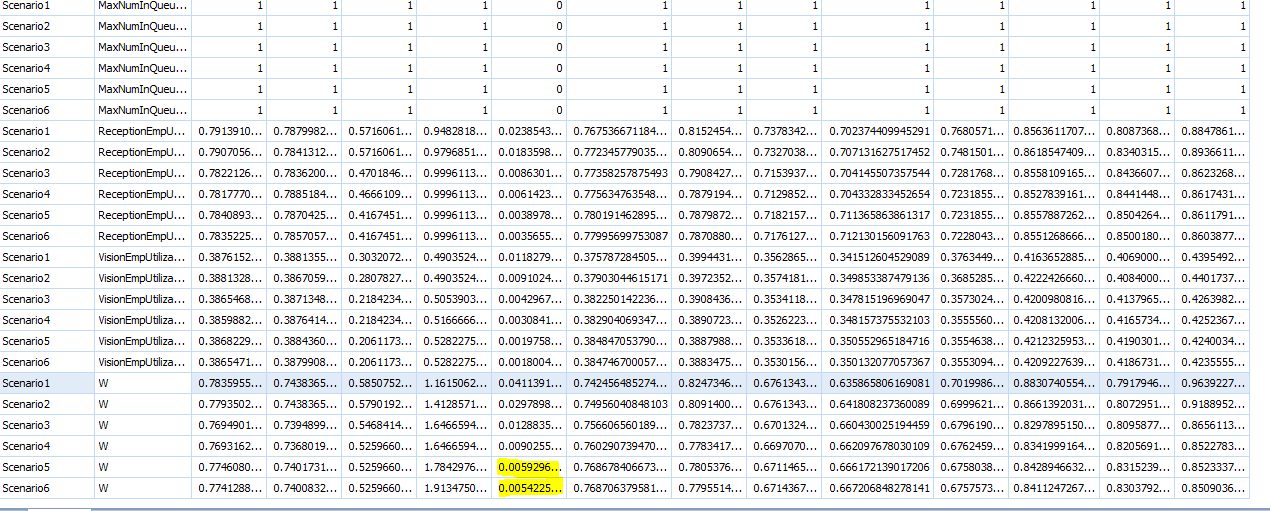 Scenario1 MaxNumInQueu... 1 1 1 1 0 1 1 1 1 1 1 1 1
Scenario2 MaxNumInQueu... 1 1 1 1 0 1 1 1 1 1 1 1 1
Scenario3 MaxNumInQueu... 1 1 1 1 0 1 1 1 1 1 1 1 1
Scenario4 MaxNumInQueu... 1 1 1 1 0 1 1 1 1 1 1 1 1
Scenario5 MaxNumInQueu... 1 1 1 1 0 1 1 1 1 1 1 1 1
Scenario6 MaxNumInQueu... 1 1 1 1 0 1 1 1 1 1 1 1 1
Scenario1 ReceptionEmpU... 0.7913910... 0.7879982... 0.5716061... 0.9482818... 0.0238543... 0.767536671184... 0.8152454... 0.7378342... 0.702374409945291 0.7680571... 0.8563611707... 0.8087368... 0.8847861...
Scenario2 ReceptionEmpU... 0.7907056... 0.7841312... 0.5716061... 0.9796851... 0.0183598... 0.772345779035... 0.8090654... 0.7327038... 0.707131627517452 0.7481501... 0.8618547409... 0.8340315... 0.8936611...
Scenario3 ReceptionEmpU... 0.7822126... 0.7836200... 0.4701846... 0.9996113... 0.0086301... 0.77358257875493 0.7908427... 0.7153937... 0.704145507357544 0.7281768... 0.8558109165... 0.8436607... 0.8623268...
Scenario4 ReceptionEmpU... 0.7817770... 0.7885184... 0.4666109... 0.9996113... 0.0061423... 0.775634763548... 0.7879194... 0.7129852... 0.704332833452654 0.7231855... 0.8527839161... 0.8441448... 0.8617431...
Scenario5 ReceptionEmpU... 0.7840893... 0.7870425... 0.4167451... 0.9996113... 0.0038978... 0.780191462895... 0.7879872... 0.7182157... 0.711365863861317 0.7231855... 0.8557887262... 0.8504264... 0.8611791...
Scenario6 ReceptionEmpU... 0.7835225... 0.7857057... 0.4167451... 0.9996113... 0.0035655... 0.77995699753087 0.7870880... 0.7176127... 0.712130156091763 0.7228043... 0.8551268666... 0.8500180... 0.8603877...
Scenario1 VisionEmpUtiliza... 0.3876152... 0.3881355... 0.3032072... 0.4903524... 0.0118279... 0.375787284505... 0.3994431... 0.3562865... 0.341512604529089 0.3763449... 0.4163652885... 0.4069000... 0.4395492...
Scenario2 VisionEmpUtiliza... 0.3881328... 0.3867059... 0.2807827... 0.4903524... 0.0091024... 0.37903044615171 0.3972352... 0.3574181... 0.349853387479136 0.3685285... 0.4222426660... 0.4084000... 0.4401737...
Scenario3 VisionEmpUtiliza... 0.3865468... 0.3871348... 0.2184234... 0.5053903... 0.0042967... 0.382250142236... 0.3908436... 0.3534118... 0.347815196969047 0.3573024... 0.4200980816... 0.4137965... 0.4263982...
Scenario4 VisionEmpUtiliza... 0.3859882... 0.3876414... 0.2184234... 0.5166666... 0.0030841... 0.382904069347... 0.3890723... 0.3526223... 0.348157375532103 0.3555560... 0.4208132006... 0.4165734... 0.4252367...
Scenario5 VisionEmpUtiliza... 0.3868229... 0.3884360... 0.2061173... 0.5282275... 0.0019758... 0.384847053790... 0.3887988... 0.3533618... 0.350552965184716 0.3554638... 0.4212325953... 0.4190301... 0.4240034...
Scenario6 VisionEmpUtiliza... 0.3865471... 0.3879908... 0.2061173... 0.5282275... 0.0018004... 0.384746700057... 0.3883475... 0.3530156... 0.350132077057367 0.3553094... 0.4209227639... 0.4186731... 0.4235555...
Scenario1 W 0.7835955... 0.7438365... 0.5850752... 1.1615062... 0.0411391... 0.742456485274... 0.8247346... 0.6761343... 0.635865806169081 0.7019986... 0.8830740554... 0.7917946... 0.9639227...
Scenario2 W 0.7793502... 0.7438365... 0.5790192... 1.4128571... 0.0297898... 0.74956040848103 0.8091400... 0.6761343... 0.641808237360089 0.6999621... 0.8661392031... 0.8072951... 0.9188952...
Scenario3 W 0.7694901... 0.7394899... 0.5468414... 1.6466594... 0.0128835... 0.756606560189... 0.7823737... 0.6701324... 0.660430025194459 0.6796190... 0.8297895150... 0.8095877... 0.8656113...
Scenario4 W 0.7693162... 0.7368019... 0.5259660... 1.6466594... 0.0090255... 0.760290739470... 0.7783417... 0.6697070... 0.662097678030109 0.6762459... 0.8341999164... 0.8205691... 0.8522783...
Scenario5 W 0.7746080... 0.7401731... 0.5259660... 1.7842976... 0.0059296... 0.768678406673... 0.7805376... 0.6711465... 0.666172139017206 0.6758038... 0.8428946632... 0.8315239... 0.8523337...
Scenario6 W 0.7741288... 0.7400832... 0.5259660... 1.9134750... 0.0054225... 0.768706379581... 0.7795514... 0.6714367... 0.667206848278141 0.6757573... 0.8411247267... 0.8303792... 0.8509036...